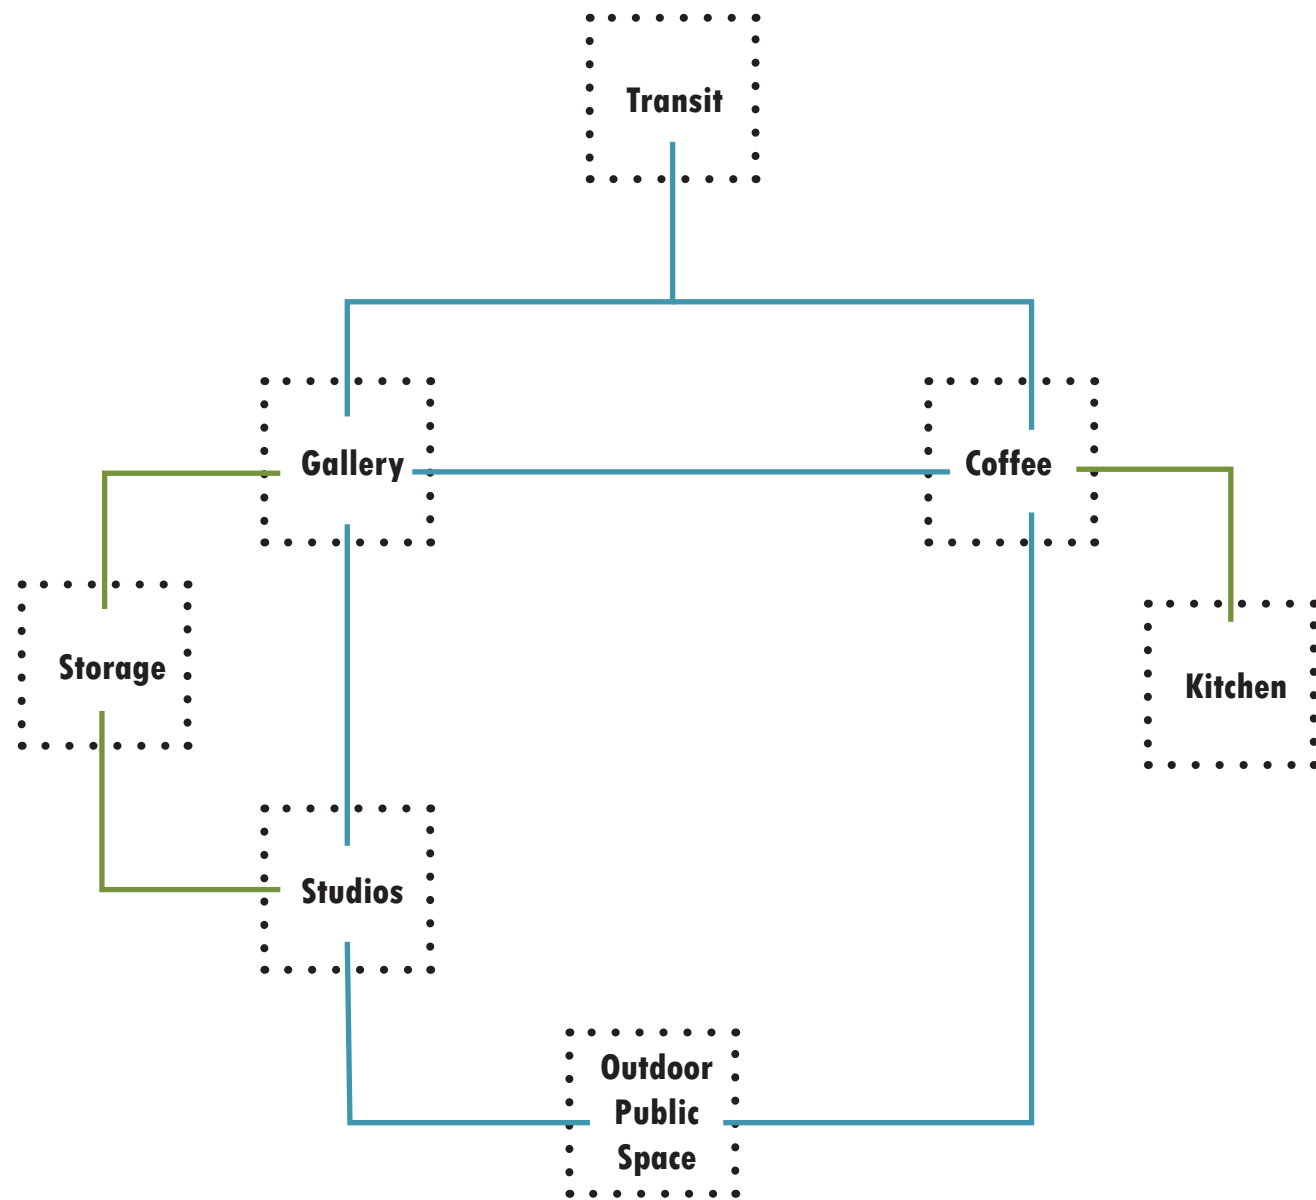 Transit
Gallery
Coffee
Storage
Kitchen
Studios
Outdoor
Public
Space